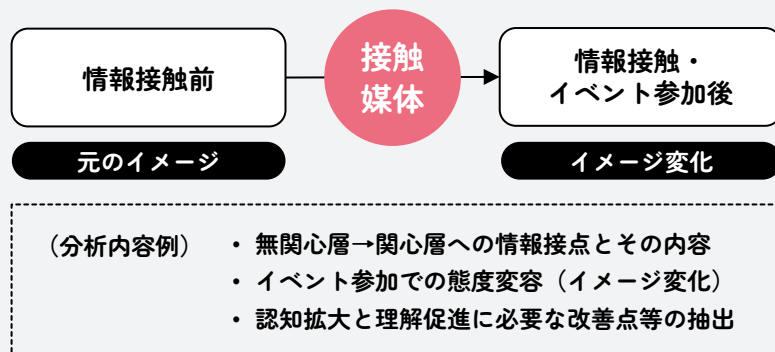 情報接触前
接触
媒体
情報接触・
イベント参加後
元のイメージ
イメージ変化
（分析内容例）
・ 無関心層→関心層への情報接点とその内容
・ イベント参加での態度変容（イメージ変化）
・ 認知拡大と理解促進に必要な改善点等の抽出